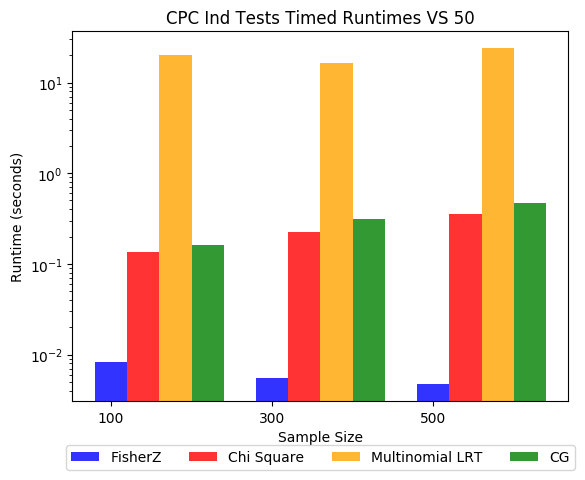 CPC Ind Tests Timed Runtimes VS 50
Runtime (seconds)
10^1
10^0
10^-1
10^-2
100 300 500
Sample Size
FisherZ Chi Square Multinomial LRT CG